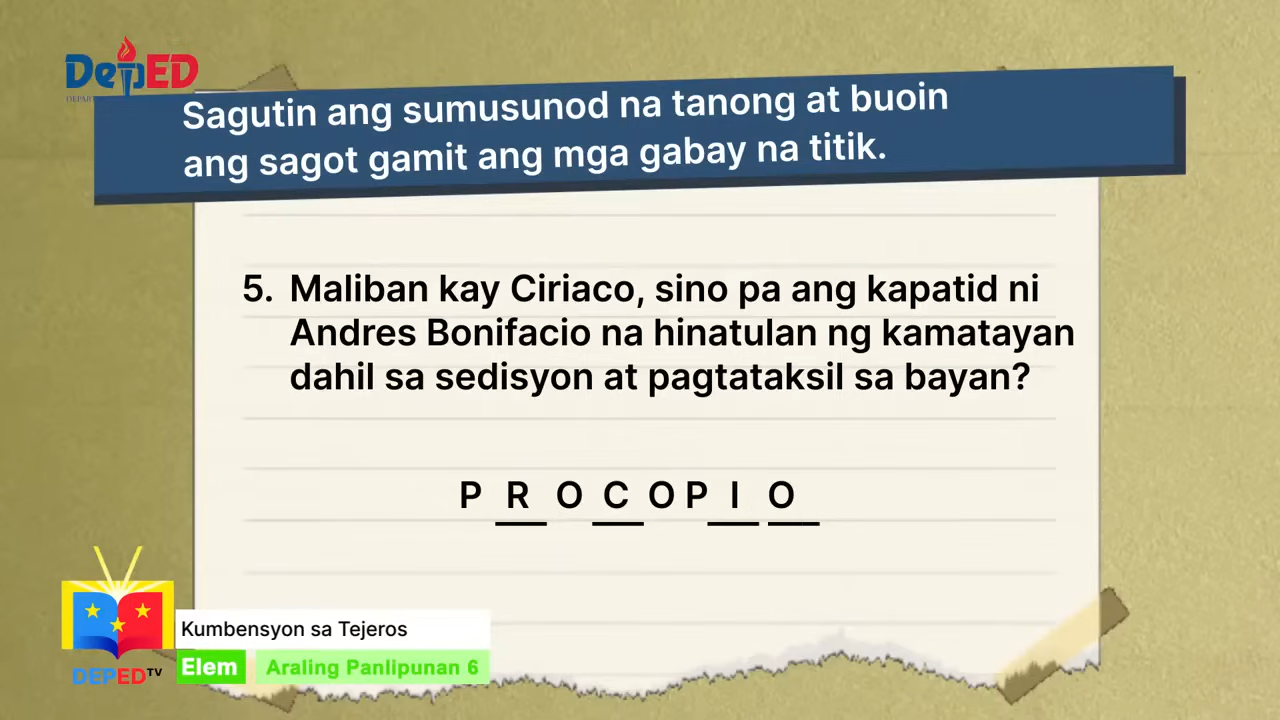 DepED
Sagutin ang sumusunod na tanong at buoin
ang sagot gamit ang mga gabay na titik.
5. Maliban kay Ciriaco, sino pa ang kapatid ni
Andres Bonifacio na hinatulan ng kamatayan
dahil sa sedisyon at pagtataksil sa bayan?
P R O C O P I O
Kumbensyon sa Tejeros
DEPED TV
Elem Araling Panlipunan 6